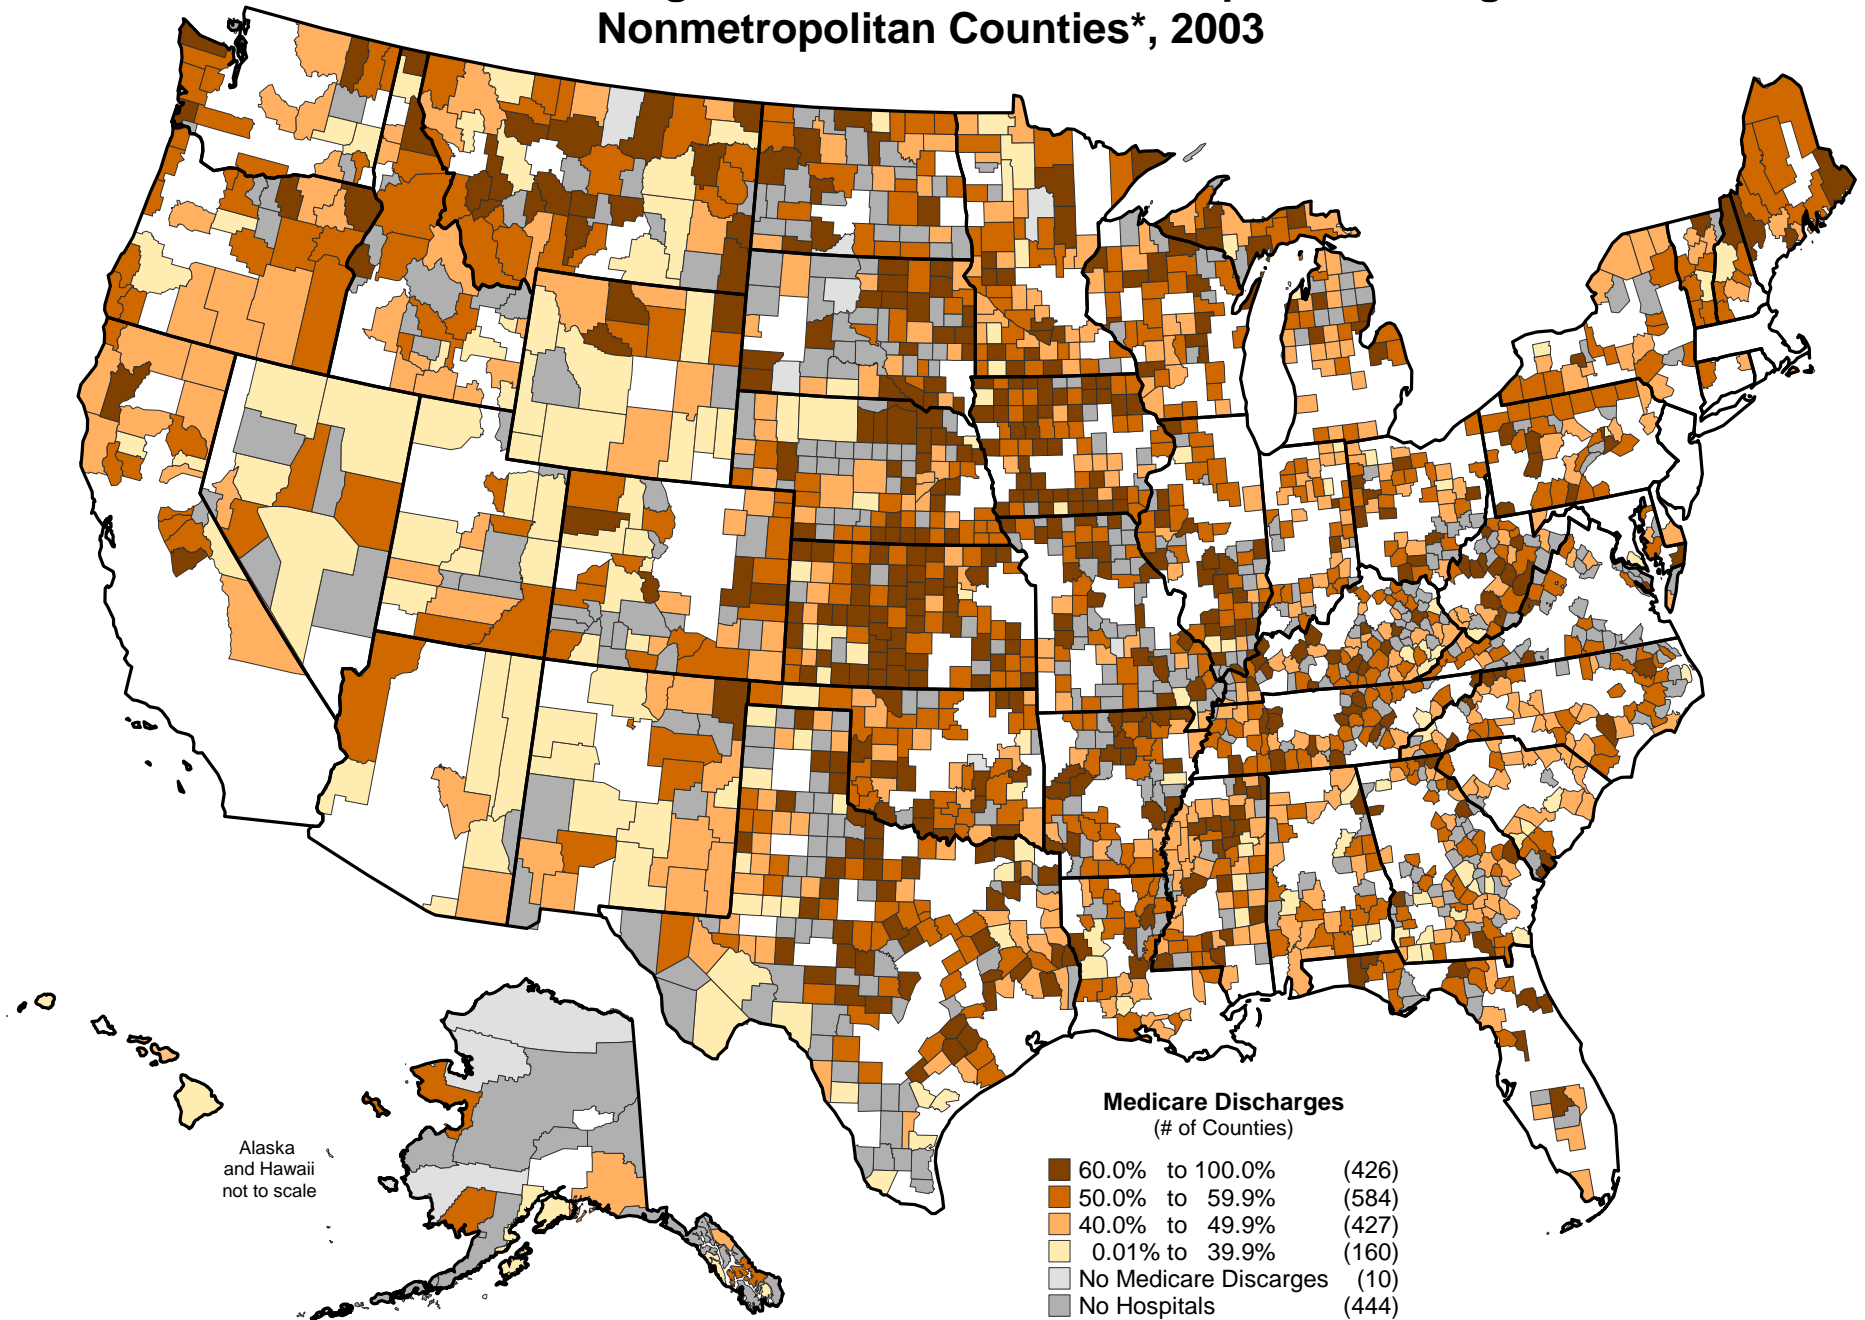 Nonmetropolitan Counties*, 2003
Alaska
and Hawaii
not to scale
Medicare Discharges
(# of Counties)
60.0% to 100.0% (426)
50.0% to 59.9% (584)
40.0% to 49.9% (427)
0.01% to 39.9% (160)
No Medicare Discarges (10)
No Hospitals (444)